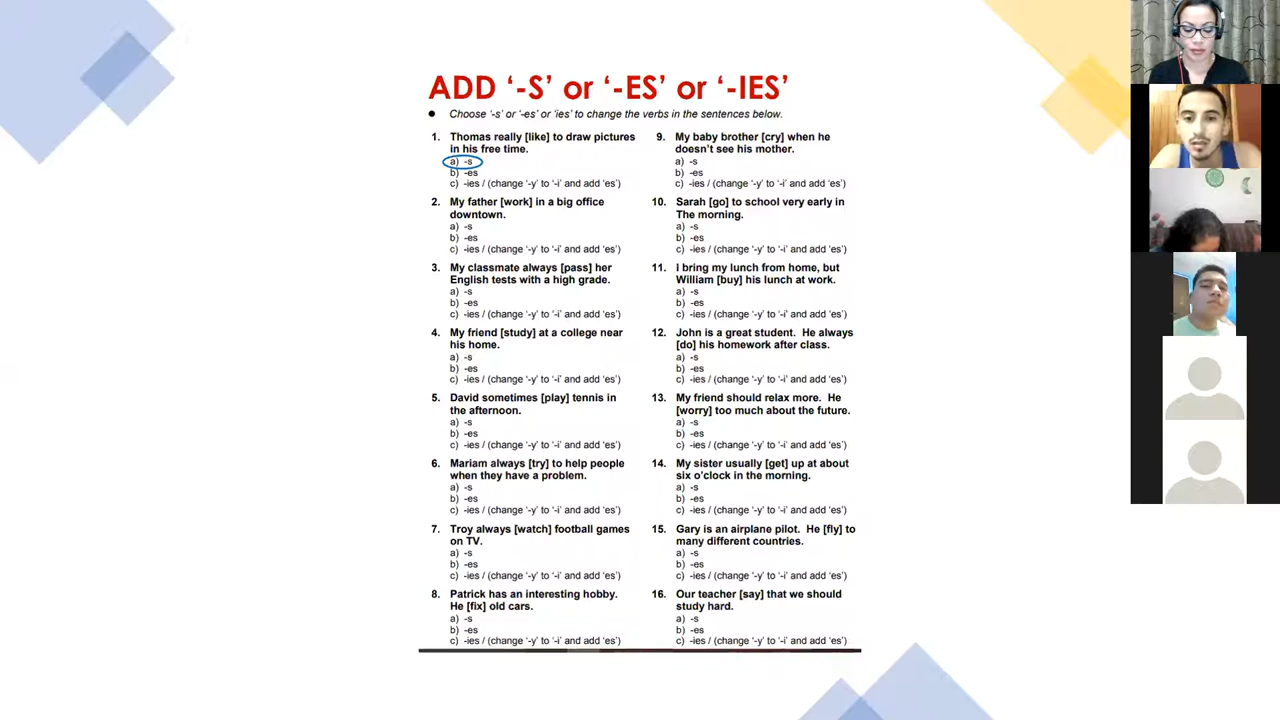 ADD ‘-S’ or ‘-ES’ or ‘-IES’
● Choose ‘-s’ or ‘-es’ or ‘ies’ to change the verbs in the sentences below.
1. Thomas really [like] to draw pictures
in his free time.
a) -s
b) -es
c) -ies / (change ‘-y’ to ‘-i’ and add ‘es’)
2. My father [work] in a big office
downtown.
a) -s
b) -es
c) -ies / (change ‘-y’ to ‘-i’ and add ‘es’)
3. My classmate always [pass] her
English tests with a high grade.
a) -s
b) -es
c) -ies / (change ‘-y’ to ‘-i’ and add ‘es’)
4. My friend [study] at a college near
his home.
a) -s
b) -es
c) -ies / (change ‘-y’ to ‘-i’ and add ‘es’)
5. David sometimes [play] tennis in
the afternoon.
a) -s
b) -es
c) -ies / (change ‘-y’ to ‘-i’ and add ‘es’)
6. Mariam always [try] to help people
when they have a problem.
a) -s
b) -es
c) -ies / (change ‘-y’ to ‘-i’ and add ‘es’)
7. Troy always [watch] football games
on TV.
a) -s
b) -es
c) -ies / (change ‘-y’ to ‘-i’ and add ‘es’)
8. Patrick has an interesting hobby.
He [fix] old cars.
a) -s
b) -es
c) -ies / (change ‘-y’ to ‘-i’ and add ‘es’)
9. My baby brother [cry] when he
doesn’t see his mother.
a) -s
b) -es
c) -ies / (change ‘-y’ to ‘-i’ and add ‘es’)
10. Sarah [go] to school very early in
The morning.
a) -s
b) -es
c) -ies / (change ‘-y’ to ‘-i’ and add ‘es’)
11. I bring my lunch from home, but
William [buy] his lunch at work.
a) -s
b) -es
c) -ies / (change ‘-y’ to ‘-i’ and add ‘es’)
12. John is a great student. He always
[do] his homework after class.
a) -s
b) -es
c) -ies / (change ‘-y’ to ‘-i’ and add ‘es’)
13. My friend should relax more. He
[worry] too much about the future.
a) -s
b) -es
c) -ies / (change ‘-y’ to ‘-i’ and add ‘es’)
14. My sister usually [get] up at about
six o’clock in the morning.
a) -s
b) -es
c) -ies / (change ‘-y’ to ‘-i’ and add ‘es’)
15. Gary is an airplane pilot. He [fly] to
many different countries.
a) -s
b) -es
c) -ies / (change ‘-y’ to ‘-i’ and add ‘es’)
16. Our teacher [say] that we should
study hard.
a) -s
b) -es
c) -ies / (change ‘-y’ to ‘-i’ and add ‘es’)